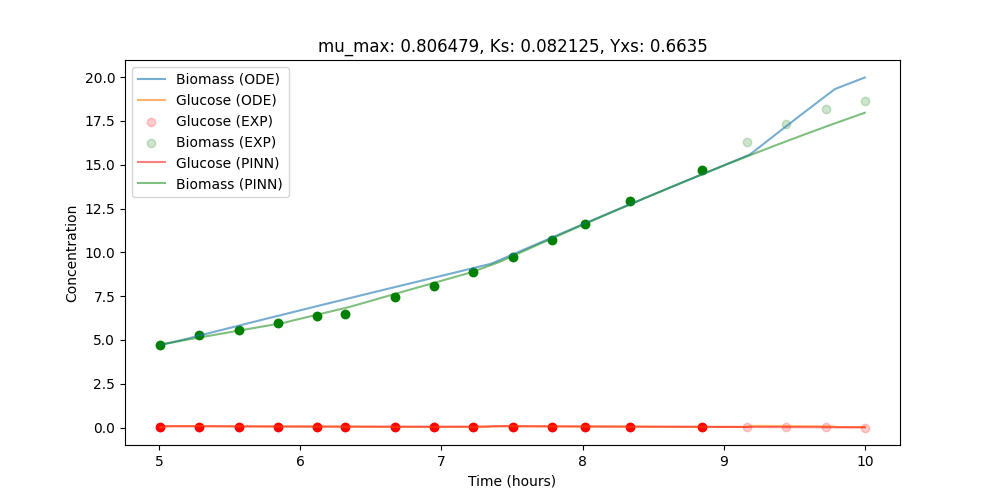 mu_max: 0.806479, Ks: 0.082125, Yxs: 0.6635
Biomass (ODE)
Glucose (ODE)
Glucose (EXP)
Biomass (EXP)
Glucose (PINN)
Biomass (PINN)
20.0
17.5
15.0
12.5
10.0
7.5
5.0
2.5
0.0
Concentration
5 6 7 8 9 10
Time (hours)